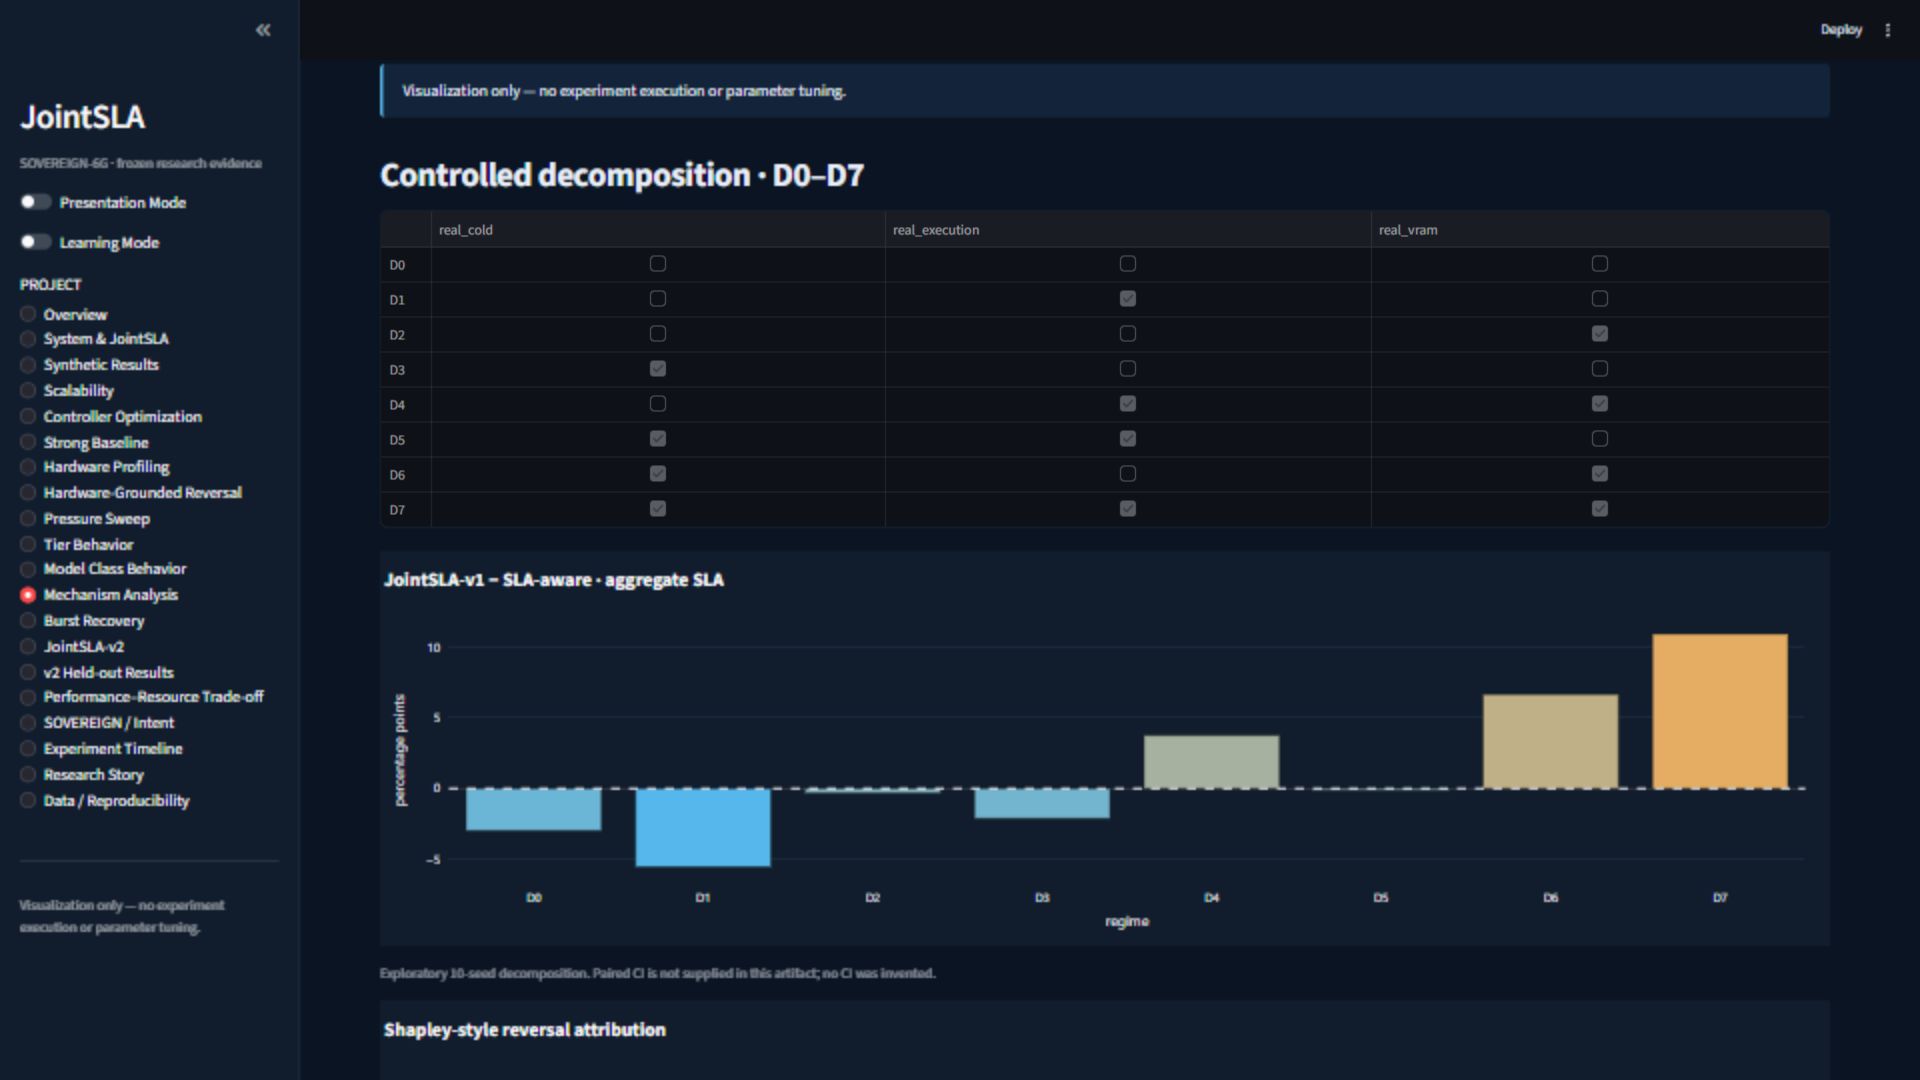 Deploy
JointSLA
SOVEREIGN-6G · frozen research evidence
Presentation Mode
Learning Mode
PROJECT
Overview
System & JointSLA
Synthetic Results
Scalability
Controller Optimization
Strong Baseline
Hardware Profiling
Hardware-Grounded Reversal
Pressure Sweep
Tier Behavior
Model Class Behavior
Mechanism Analysis
Burst Recovery
JointSLA-v2
v2 Held-out Results
Performance–Resource Trade-off
SOVEREIGN / Intent
Experiment Timeline
Research Story
Data / Reproducibility
Visualization only — no experiment
execution or parameter tuning.
Visualization only — no experiment execution or parameter tuning.
Controlled decomposition · D0–D7
real_cold real_execution real_vram
D0
D1
D2
D3
D4
D5
D6
D7
JointSLA-v1 − SLA-aware · aggregate SLA
percentage points
10
5
0
−5
D0 D1 D2 D3 D4 D5 D6 D7
regime
Exploratory 10-seed decomposition. Paired CI is not supplied in this artifact; no CI was invented.
Shapley-style reversal attribution